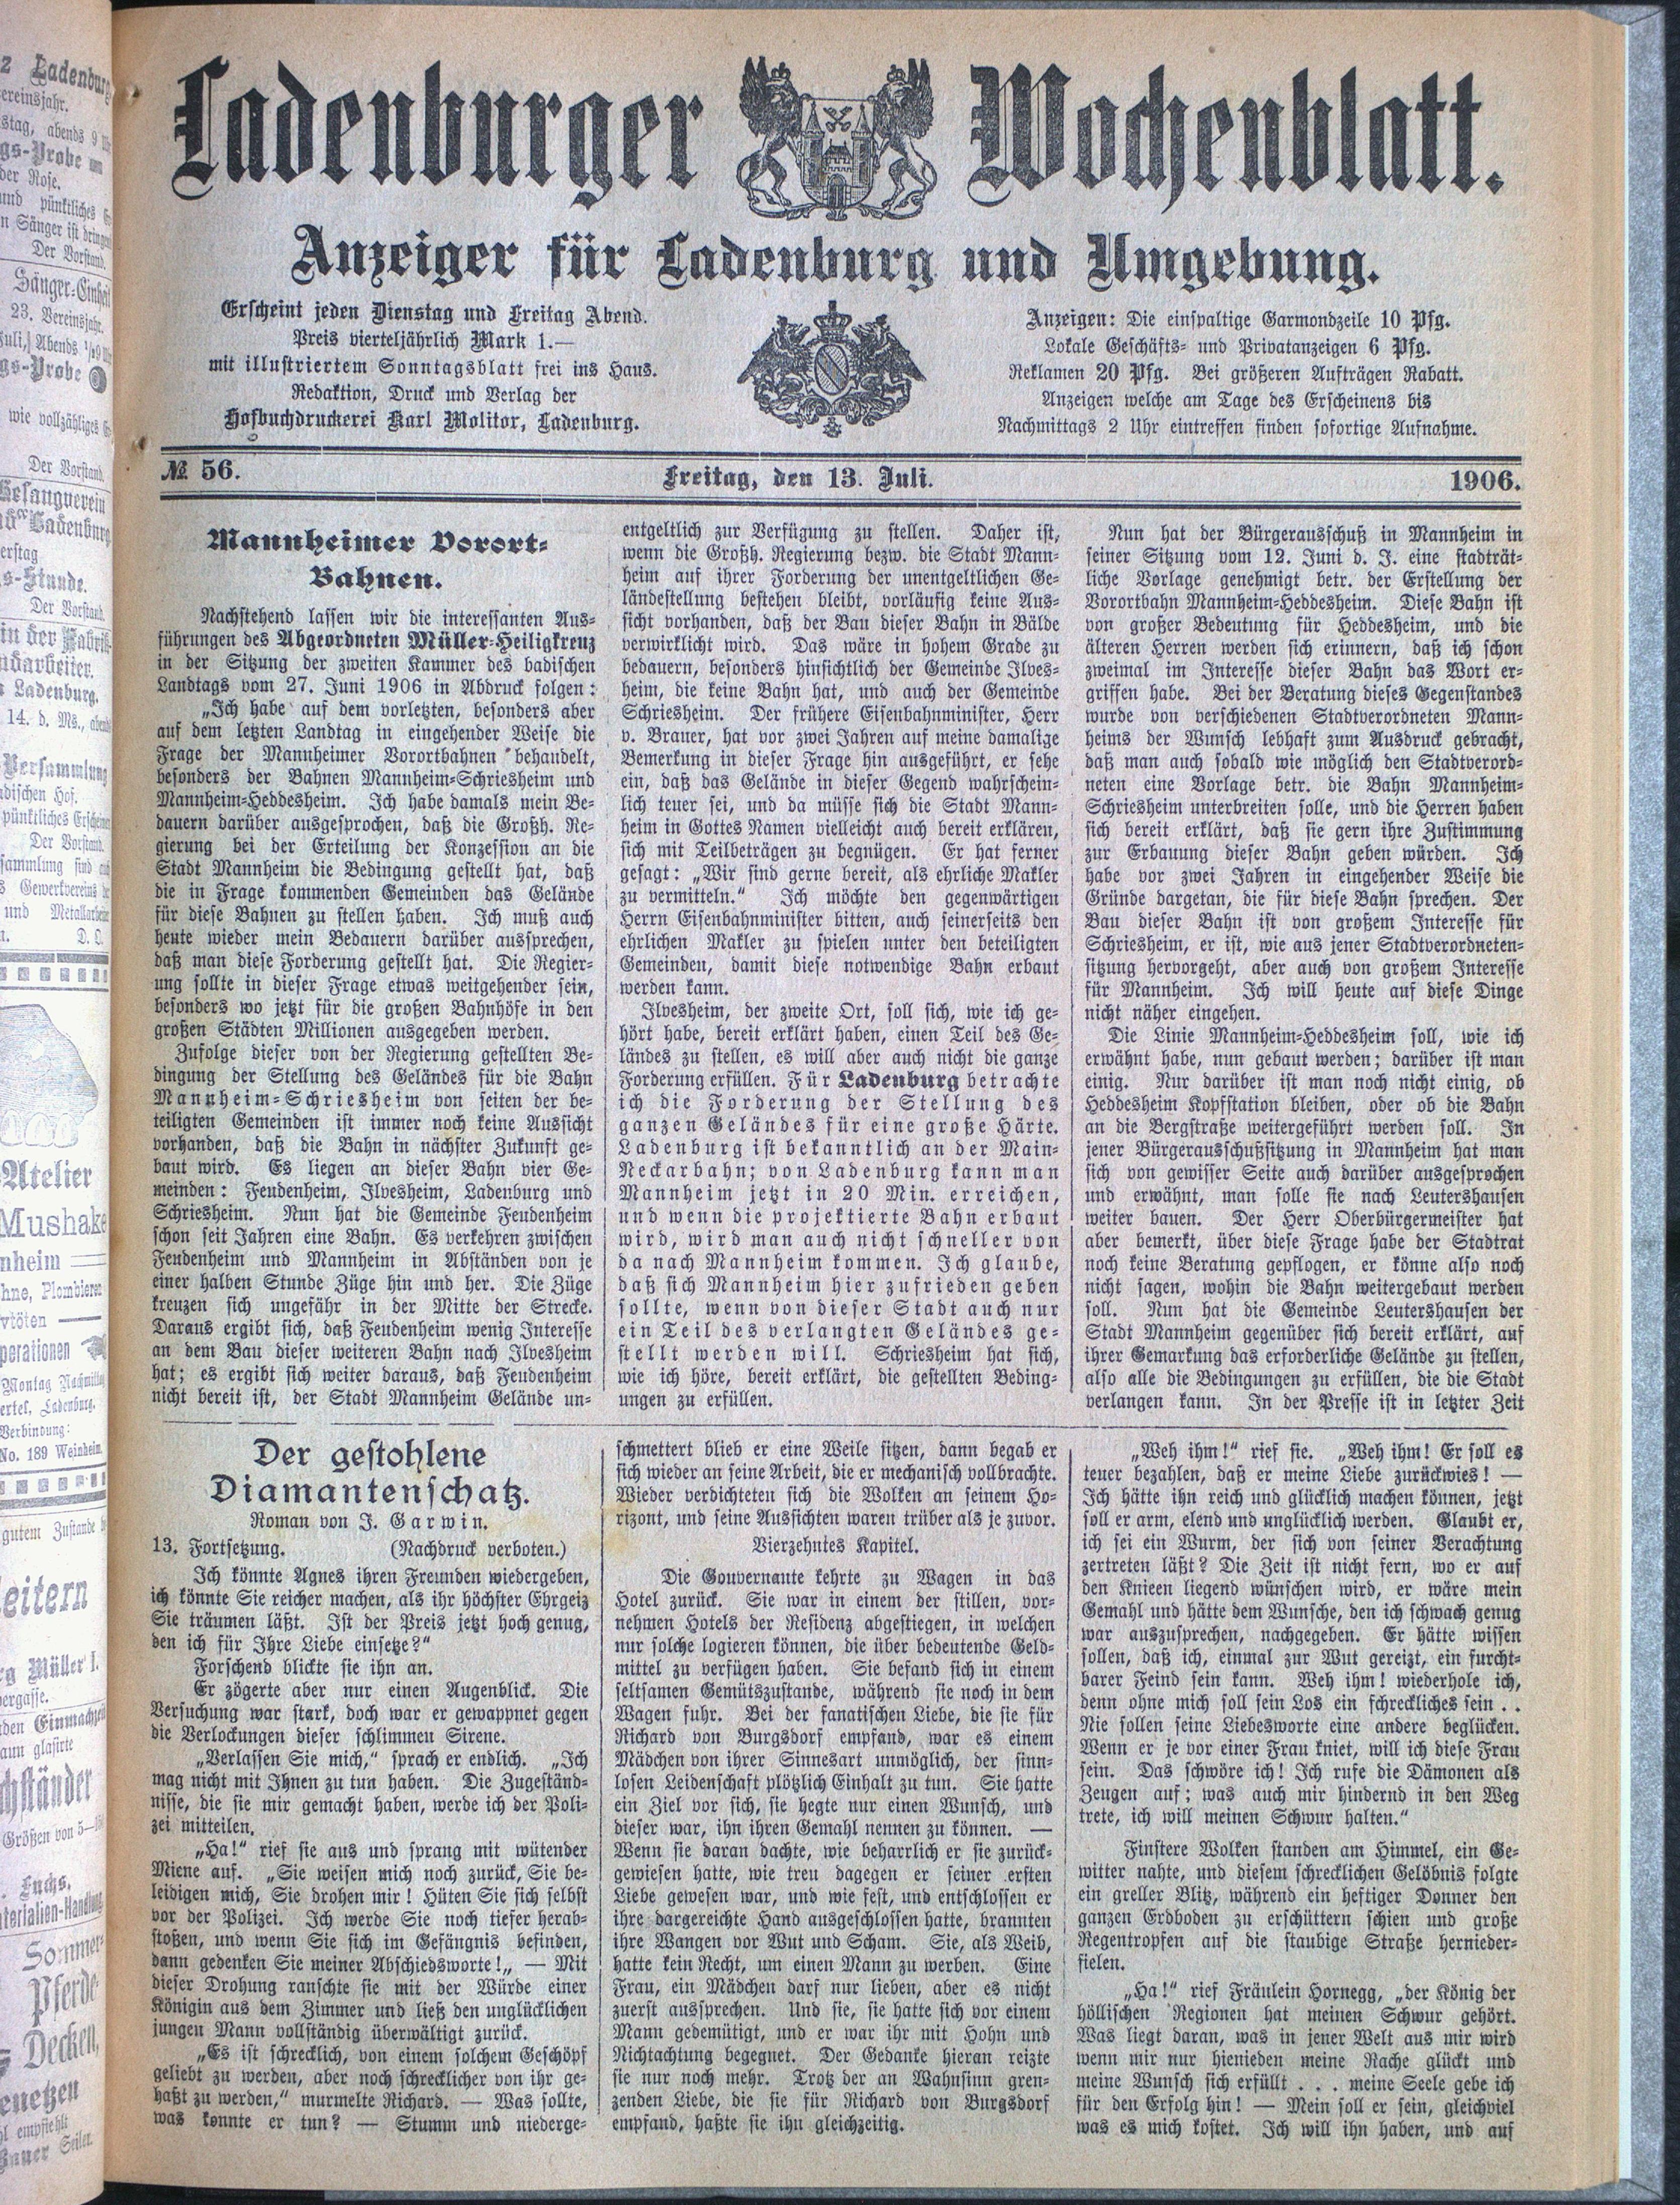 Ladenburger Wochenblatt.
Anzeiger für Ladenburg und Umgebung.
Erscheint jeden Dienstag und Freitag Abend.
Preis vierteljährlich Mark 1.—
mit illustriertem Sonntagsblatt frei ins Haus.
Redaktion, Druck und Verlag der
Hofbuchdruckerei Karl Molitor, Ladenburg.
Anzeigen: Die einspaltige Garmondzeile 10 Pfg.
Lokale Geschäfts- und Privatanzeigen 6 Pfg.
Reklamen 20 Pfg. Bei größeren Aufträgen Rabatt.
Anzeigen welche am Tage des Erscheinens bis
Nachmittags 2 Uhr eintreffen finden sofortige Aufnahme.
№ 56.
Freitag, den 13. Juli.
1906.
Mannheimer Vorort-
Bahnen.
Nachstehend lassen wir die interessanten Aus-
führungen des Abgeordneten Müller-Heiligkreuz
in der Sitzung der zweiten Kammer des badischen
Landtags vom 27. Juni 1906 in Abdruck folgen:
„Ich habe auf dem vorletzten, besonders aber
auf dem letzten Landtag in eingehender Weise die
Frage der Mannheimer Vorortbahnen behandelt,
besonders der Bahnen Mannheim-Schriesheim und
Mannheim-Heddesheim. Ich habe damals mein Be-
dauern darüber ausgesprochen, daß die Großh. Re-
gierung bei der Erteilung der Konzession an die
Stadt Mannheim die Bedingung gestellt hat, daß
die in Frage kommenden Gemeinden das Gelände
für diese Bahnen zu stellen haben. Ich muß auch
heute wieder mein Bedauern darüber aussprechen,
daß man diese Forderung gestellt hat. Die Regier-
ung sollte in dieser Frage etwas weitgehender sein,
besonders wo jetzt für die großen Bahnhöfe in den
großen Städten Millionen ausgegeben werden.
Zufolge dieser von der Regierung gestellten Be-
dingung der Stellung des Geländes für die Bahn
Mannheim-Schriesheim von seiten der be-
teiligten Gemeinden ist immer noch keine Aussicht
vorhanden, daß die Bahn in nächster Zukunft ge-
baut wird. Es liegen an dieser Bahn vier Ge-
meinden: Feudenheim, Ilvesheim, Ladenburg und
Schriesheim. Nun hat die Gemeinde Feudenheim
schon seit Jahren eine Bahn. Es verkehren zwischen
Feudenheim und Mannheim in Abständen von je
einer halben Stunde Züge hin und her. Die Züge
kreuzen sich ungefähr in der Mitte der Strecke.
Daraus ergibt sich, daß Feudenheim wenig Interesse
an dem Bau dieser weiteren Bahn nach Ilvesheim
hat; es ergibt sich weiter daraus, daß Feudenheim
nicht bereit ist, der Stadt Mannheim Gelände un-
entgeltlich zur Verfügung zu stellen. Daher ist,
wenn die Großh. Regierung bezw. die Stadt Mann-
heim auf ihrer Forderung der unentgeltlichen Ge-
ländestellung bestehen bleibt, vorläufig keine Aus-
sicht vorhanden, daß der Bau dieser Bahn in Bälde
verwirklicht wird. Das wäre in hohem Grade zu
bedauern, besonders hinsichtlich der Gemeinde Ilves-
heim, die keine Bahn hat, und auch der Gemeinde
Schriesheim. Der frühere Eisenbahnminister, Herr
v. Brauer, hat vor zwei Jahren auf meine damalige
Bemerkung in dieser Frage hin ausgeführt, er sehe
ein, daß das Gelände in dieser Gegend wahrschein-
lich teuer sei, und da müsse sich die Stadt Mann-
heim in Gottes Namen vielleicht auch bereit erklären,
sich mit Teilbeträgen zu begnügen. Er hat ferner
gesagt: „Wir sind gerne bereit, als ehrliche Makler
zu vermitteln.“ Ich möchte den gegenwärtigen
Herrn Eisenbahnminister bitten, auch seinerseits den
ehrlichen Makler zu spielen unter den beteiligten
Gemeinden, damit diese notwendige Bahn erbaut
werden kann.
Ilvesheim, der zweite Ort, soll sich, wie ich ge-
hört habe, bereit erklärt haben, einen Teil des Ge-
ländes zu stellen, es will aber auch nicht die ganze
Forderung erfüllen. Für Ladenburg betrachte
ich die Forderung der Stellung des
ganzen Geländes für eine große Härte.
Ladenburg ist bekanntlich an der Main-
Neckarbahn; von Ladenburg kann man
Mannheim jetzt in 20 Min. erreichen,
und wenn die projektierte Bahn erbaut
wird, wird man auch nicht schneller von
da nach Mannheim kommen. Ich glaube,
daß sich Mannheim hier zufrieden geben
sollte, wenn von dieser Stadt auch nur
ein Teil des verlangten Geländes ge-
stellt werden will. Schriesheim hat sich,
wie ich höre, bereit erklärt, die gestellten Beding-
ungen zu erfüllen.
Nun hat der Bürgerausschuß in Mannheim in
seiner Sitzung vom 12. Juni d. J. eine stadträt-
liche Vorlage genehmigt betr. der Erstellung der
Vorortbahn Mannheim-Heddesheim. Diese Bahn ist
von großer Bedeutung für Heddesheim, und die
älteren Herren werden sich erinnern, daß ich schon
zweimal im Interesse dieser Bahn das Wort er-
griffen habe. Bei der Beratung dieses Gegenstandes
wurde von verschiedenen Stadtverordneten Mann-
heims der Wunsch lebhaft zum Ausdruck gebracht,
daß man auch sobald wie möglich den Stadtverord-
neten eine Vorlage betr. die Bahn Mannheim-
Schriesheim unterbreiten solle, und die Herren haben
sich bereit erklärt, daß sie gern ihre Zustimmung
zur Erbauung dieser Bahn geben würden. Ich
habe vor zwei Jahren in eingehender Weise die
Gründe dargetan, die für diese Bahn sprechen. Der
Bau dieser Bahn ist von großem Interesse für
Schriesheim, er ist, wie aus jener Stadtverordneten-
sitzung hervorgeht, aber auch von großem Interesse
für Mannheim. Ich will heute auf diese Dinge
nicht näher eingehen.
Die Linie Mannheim-Heddesheim soll, wie ich
erwähnt habe, nun gebaut werden; darüber ist man
einig. Nur darüber ist man noch nicht einig, ob
Heddesheim Kopfstation bleiben, oder ob die Bahn
an die Bergstraße weitergeführt werden soll. In
jener Bürgerausschußsitzung in Mannheim hat man
sich von gewisser Seite auch darüber ausgesprochen
und erwähnt, man solle sie nach Leutershausen
weiter bauen. Der Herr Oberbürgermeister hat
aber bemerkt, über diese Frage habe der Stadtrat
noch keine Beratung gepflogen, er könne also noch
nicht sagen, wohin die Bahn weitergebaut werden
soll. Nun hat die Gemeinde Leutershausen der
Stadt Mannheim gegenüber sich bereit erklärt, auf
ihrer Gemarkung das erforderliche Gelände zu stellen,
also alle die Bedingungen zu erfüllen, die die Stadt
verlangen kann. In der Presse ist in letzter Zeit
Der gestohlene
Diamantenschatz.
Roman von J. Garwin.
13. Fortsetzung. (Nachdruck verboten.)
Ich könnte Agnes ihren Freunden wiedergeben,
ich könnte Sie reicher machen, als ihr höchster Ehrgeiz
Sie träumen läßt. Ist der Preis jetzt hoch genug,
den ich für Ihre Liebe einsetze?“
Forschend blickte sie ihn an.
Er zögerte aber nur einen Augenblick. Die
Versuchung war stark, doch war er gewappnet gegen
die Verlockungen dieser schlimmen Sirene.
„Verlassen Sie mich,“ sprach er endlich. „Ich
mag nicht mit Ihnen zu tun haben. Die Zugeständ-
nisse, die sie mir gemacht haben, werde ich der Poli-
zei mitteilen.
„Ha!“ rief sie aus und sprang mit wütender
Miene auf. „Sie weisen mich noch zurück, Sie be-
leidigen mich, Sie drohen mir! Hüten Sie sich selbst
vor der Polizei. Ich werde Sie noch tiefer herab-
stoßen, und wenn Sie sich im Gefängnis befinden,
dann gedenken Sie meiner Abschiedsworte!„ — Mit
dieser Drohung rauschte sie mit der Würde einer
Königin aus dem Zimmer und ließ den unglücklichen
jungen Mann vollständig überwältigt zurück.
„Es ist schrecklich, von einem solchem Geschöpf
geliebt zu werden, aber noch schrecklicher von ihr ge-
haßt zu werden,“ murmelte Richard. — Was sollte,
was konnte er tun? — Stumm und niederge-
schmettert blieb er eine Weile sitzen, dann begab er
sich wieder an seine Arbeit, die er mechanisch vollbrachte.
Wieder verdichteten sich die Wolken an seinem Ho-
rizont, und seine Aussichten waren trüber als je zuvor.
Vierzehntes Kapitel.
Die Gouvernante kehrte zu Wagen in das
Hotel zurück. Sie war in einem der stillen, vor-
nehmen Hotels der Residenz abgestiegen, in welchen
nur solche logieren können, die über bedeutende Geld-
mittel zu verfügen haben. Sie befand sich in einem
seltsamen Gemütszustande, während sie noch in dem
Wagen fuhr. Bei der fanatischen Liebe, die sie für
Richard von Burgsdorf empfand, war es einem
Mädchen von ihrer Sinnesart unmöglich, der sinn-
losen Leidenschaft plötzlich Einhalt zu tun. Sie hatte
ein Ziel vor sich, sie hegte nur einen Wunsch, und
dieser war, ihn ihren Gemahl nennen zu können. —
Wenn sie daran dachte, wie beharrlich er sie zurück-
gewiesen hatte, wie treu dagegen er seiner ersten
Liebe gewesen war, und wie fest, und entschlossen er
ihre dargereichte Hand ausgeschlossen hatte, brannten
ihre Wangen vor Wut und Scham. Sie, als Weib,
hatte kein Recht, um einen Mann zu werben. Eine
Frau, ein Mädchen darf nur lieben, aber es nicht
zuerst aussprechen. Und sie, sie hatte sich vor einem
Mann gedemütigt, und er war ihr mit Hohn und
Nichtachtung begegnet. Der Gedanke hieran reizte
sie nur noch mehr. Trotz der an Wahnsinn gren-
zenden Liebe, die sie für Richard von Burgsdorf
empfand, haßte sie ihn gleichzeitig.
„Weh ihm!“ rief sie. „Weh ihm! Er soll es
teuer bezahlen, daß er meine Liebe zurückwies! —
Ich hätte ihn reich und glücklich machen können, jetzt
soll er arm, elend und unglücklich werden. Glaubt er,
ich sei ein Wurm, der sich von seiner Verachtung
zertreten läßt? Die Zeit ist nicht fern, wo er auf
den Knieen liegend wünschen wird, er wäre mein
Gemahl und hätte dem Wunsche, den ich schwach genug
war auszusprechen, nachgegeben. Er hätte wissen
sollen, daß ich, einmal zur Wut gereizt, ein furcht-
barer Feind sein kann. Weh ihm! wiederhole ich,
denn ohne mich soll sein Los ein schreckliches sein . .
Nie sollen seine Liebesworte eine andere beglücken.
Wenn er je vor einer Frau kniet, will ich diese Frau
sein. Das schwöre ich! Ich rufe die Dämonen als
Zeugen auf; was auch mir hindernd in den Weg
trete, ich will meinen Schwur halten.“
Finstere Wolken standen am Himmel, ein Ge-
witter nahte, und diesem schrecklichen Gelöbnis folgte
ein greller Blitz, während ein heftiger Donner den
ganzen Erdboden zu erschüttern schien und große
Regentropfen auf die staubige Straße hernieder-
fielen.
„Ha!“ rief Fräulein Hornegg, „der König der
höllischen Regionen hat meinen Schwur gehört.
Was liegt daran, was in jener Welt aus mir wird
wenn mir nur hienieden meine Rache glückt und
meine Wunsch sich erfüllt . . . meine Seele gebe ich
für den Erfolg hin! — Mein soll er sein, gleichviel
was es mich kostet. Ich will ihn haben, und auf